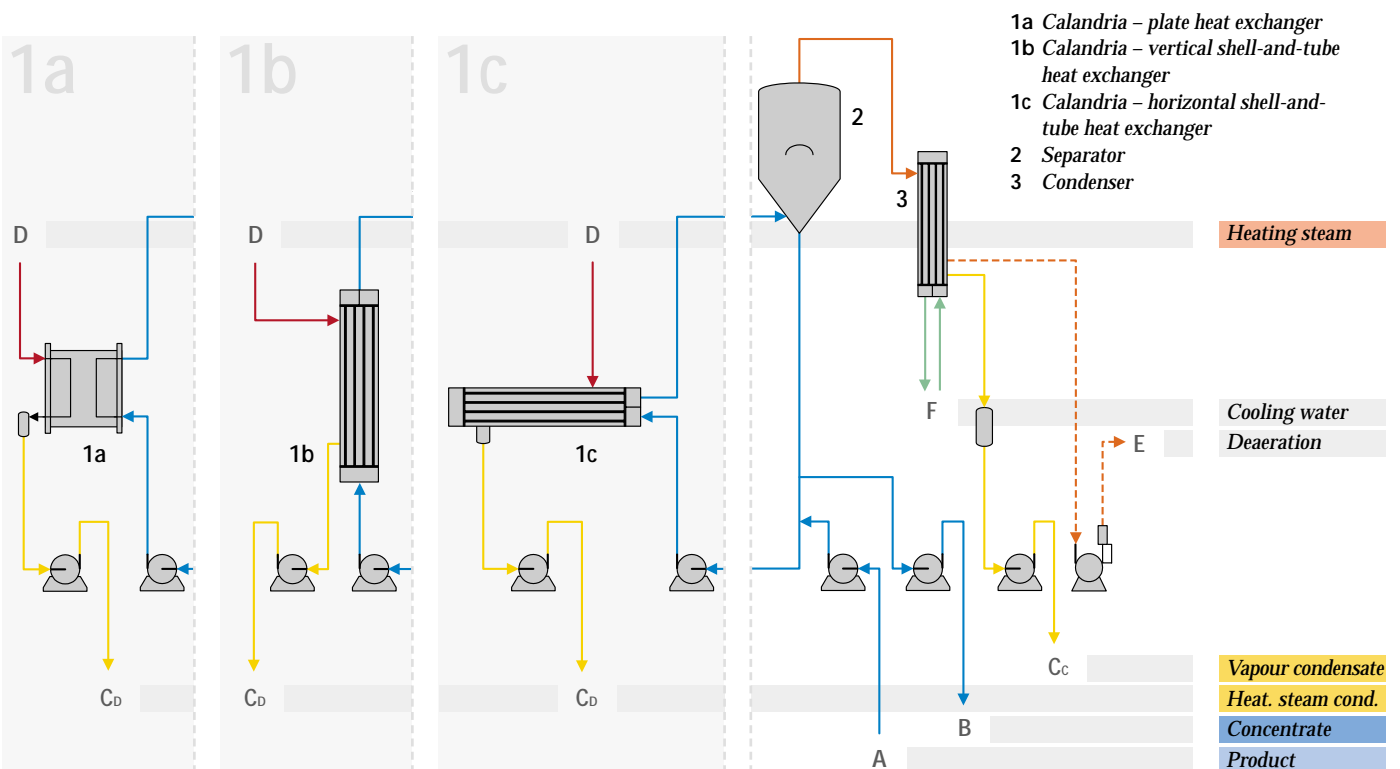 1a
1b
1c
1a Calandria – plate heat exchanger
1b Calandria – vertical shell-and-tube
heat exchanger
1c Calandria – horizontal shell-and-
tube heat exchanger
2 Separator
3 Condenser
2
3
D
D
D
Heating steam
1a
1b
1c
F
Cooling water
E
Deaeration
Cc
Vapour condensate
CD
CD
CD
Heat. steam cond.
B
Concentrate
A
Product